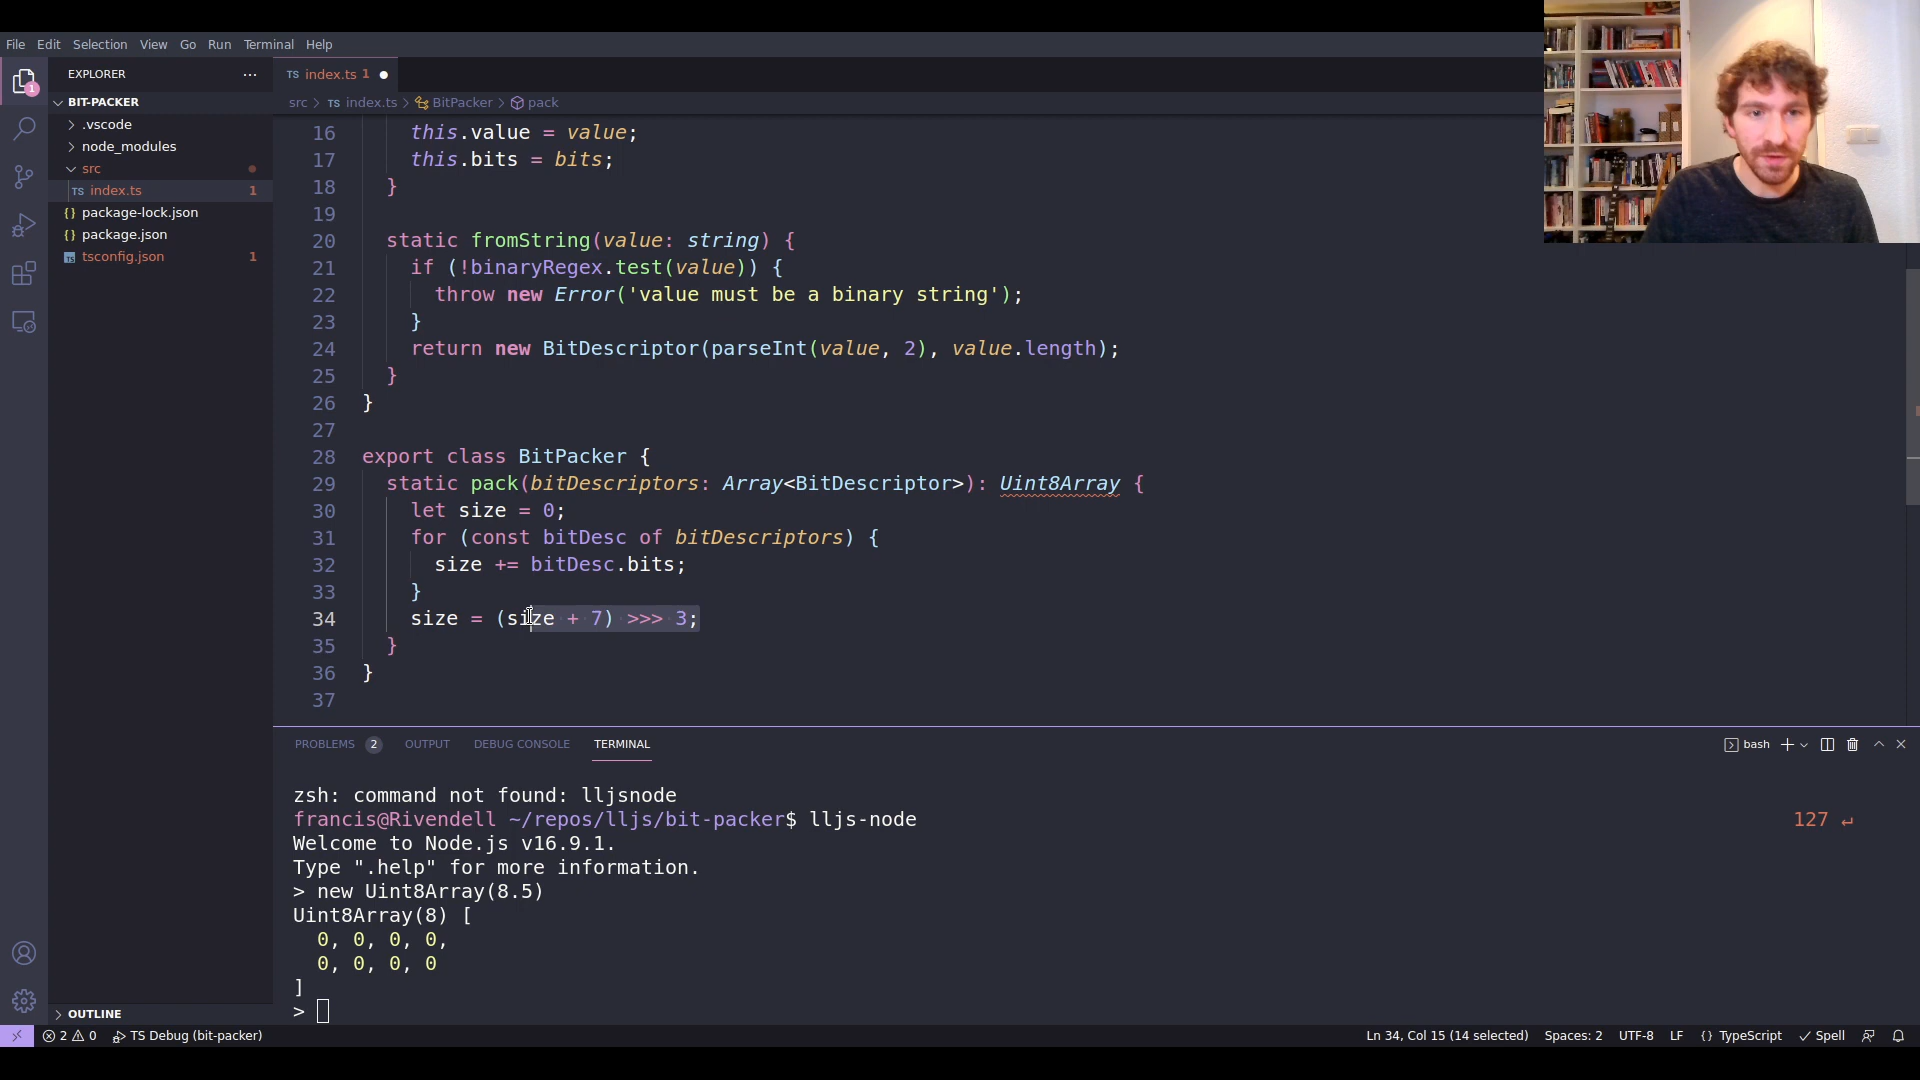 File Edit Selection View Go Run Terminal Help
EXPLORER ···
TS index.ts 1 ●
src > TS index.ts > BitPacker > pack
1
BIT-PACKER
.vscode
node_modules
src
TS index.ts 1
{} package-lock.json
{} package.json
TS tsconfig.json 1
16 this.value = value;
17 this.bits = bits;
18 }
19
20 static fromString(value: string) {
21 if (!binaryRegex.test(value)) {
22 throw new Error('value must be a binary string');
23 }
24 return new BitDescriptor(parseInt(value, 2), value.length);
25 }
26 }
27
28 export class BitPacker {
29 static pack(bitDescriptors: Array<BitDescriptor>): Uint8Array {
30 let size = 0;
31 for (const bitDesc of bitDescriptors) {
32 size += bitDesc.bits;
33 }
34 size = (size + 7) >>> 3;
35 }
36 }
37
PROBLEMS 2 OUTPUT DEBUG CONSOLE TERMINAL
bash
zsh: command not found: lljsnode
francis@Rivendell ~/repos/lljs/bit-packer$ lljs-node 127 ↵
Welcome to Node.js v16.9.1.
Type ".help" for more information.
> new Uint8Array(8.5)
Uint8Array(8) [
0, 0, 0, 0,
0, 0, 0, 0
]
>
OUTLINE
2 0 TS Debug (bit-packer) Ln 34, Col 15 (14 selected) Spaces: 2 UTF-8 LF {} TypeScript ✓ Spell